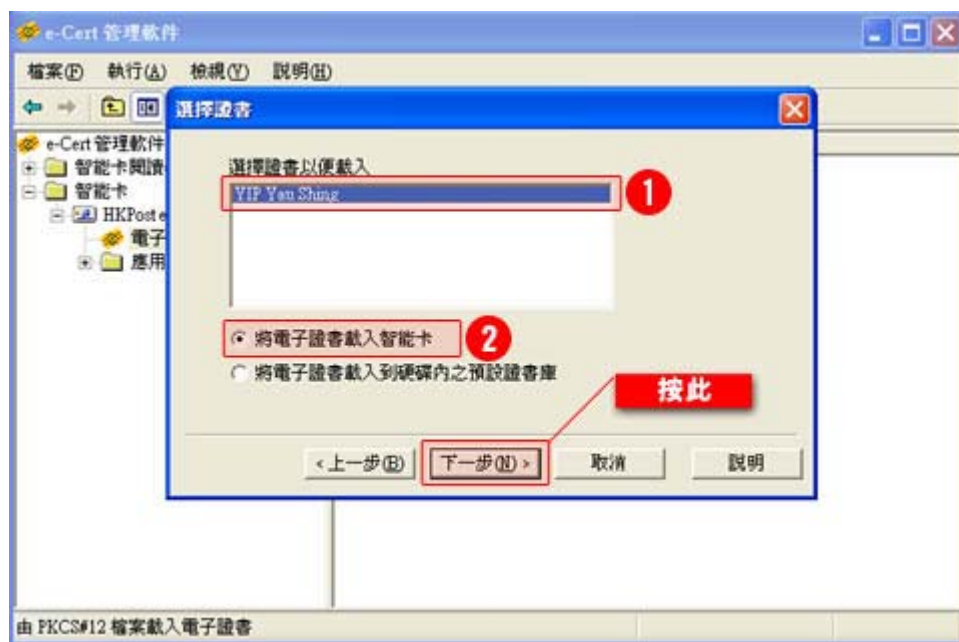 e-Cert 管理軟件
檔案(F) 執行(A) 檢視(V) 説明(H)
選擇證書
e-Cert 管理軟件
智能卡閱讀
智能卡
HKPost e
電子
應用
選擇證書以便載入
YIP Yau Shing
1
將電子證書載入智能卡
2
將電子證書載入到硬碟內之預設證書庫
按此
<上一步(B)
下一步(N) >
取消
説明
由 PKCS#12 檔案載入電子證書